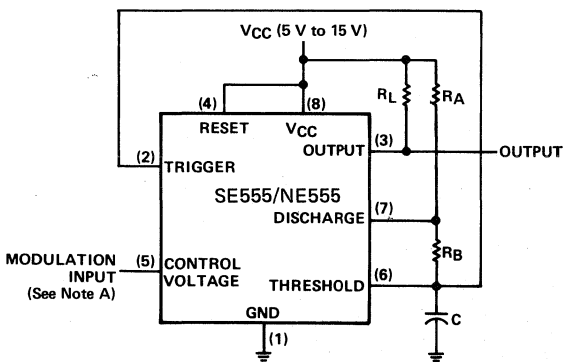 VCC (5 V to 15 V)
(4)
(8)
RL
RA
RESET
VCC
(3)
OUTPUT
OUTPUT
(2)
TRIGGER
SE555/NE555
(7)
DISCHARGE
RB
MODULATION
INPUT
(See Note A)
(5)
CONTROL
VOLTAGE
(6)
THRESHOLD
C
GND
(1)